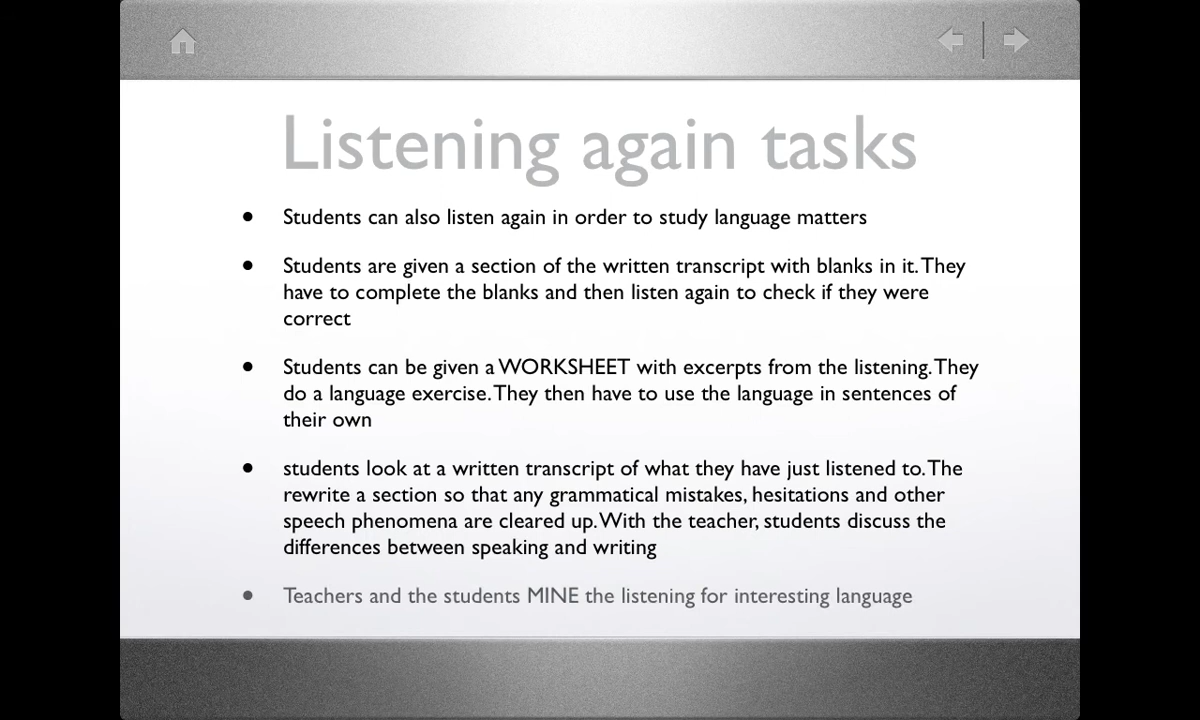 Listening again tasks
• Students can also listen again in order to study language matters
• Students are given a section of the written transcript with blanks in it. They
have to complete the blanks and then listen again to check if they were
correct
• Students can be given a WORKSHEET with excerpts from the listening. They
do a language exercise. They then have to use the language in sentences of
their own
• students look at a written transcript of what they have just listened to. The
rewrite a section so that any grammatical mistakes, hesitations and other
speech phenomena are cleared up. With the teacher, students discuss the
differences between speaking and writing
• Teachers and the students MINE the listening for interesting language